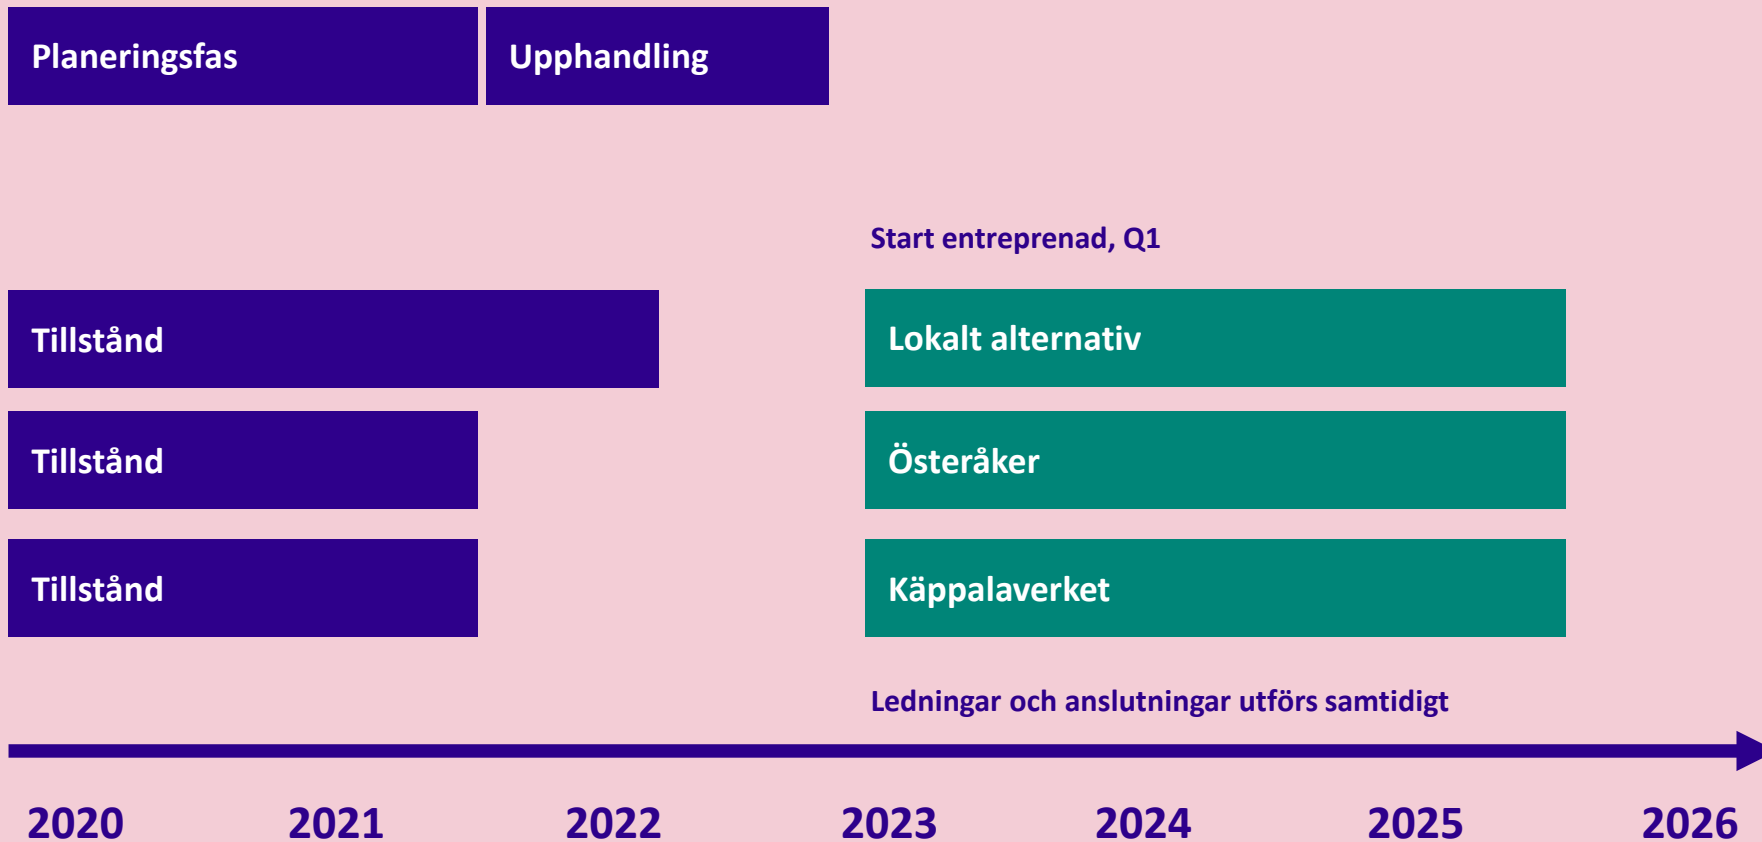 Planeringsfas
Upphandling
Start entreprenad, Q1
Tillstånd
Lokalt alternativ
Tillstånd
Österåker
Tillstånd
Käppalaverket
Ledningar och anslutningar utförs samtidigt
2020 2021 2022 2023 2024 2025 2026